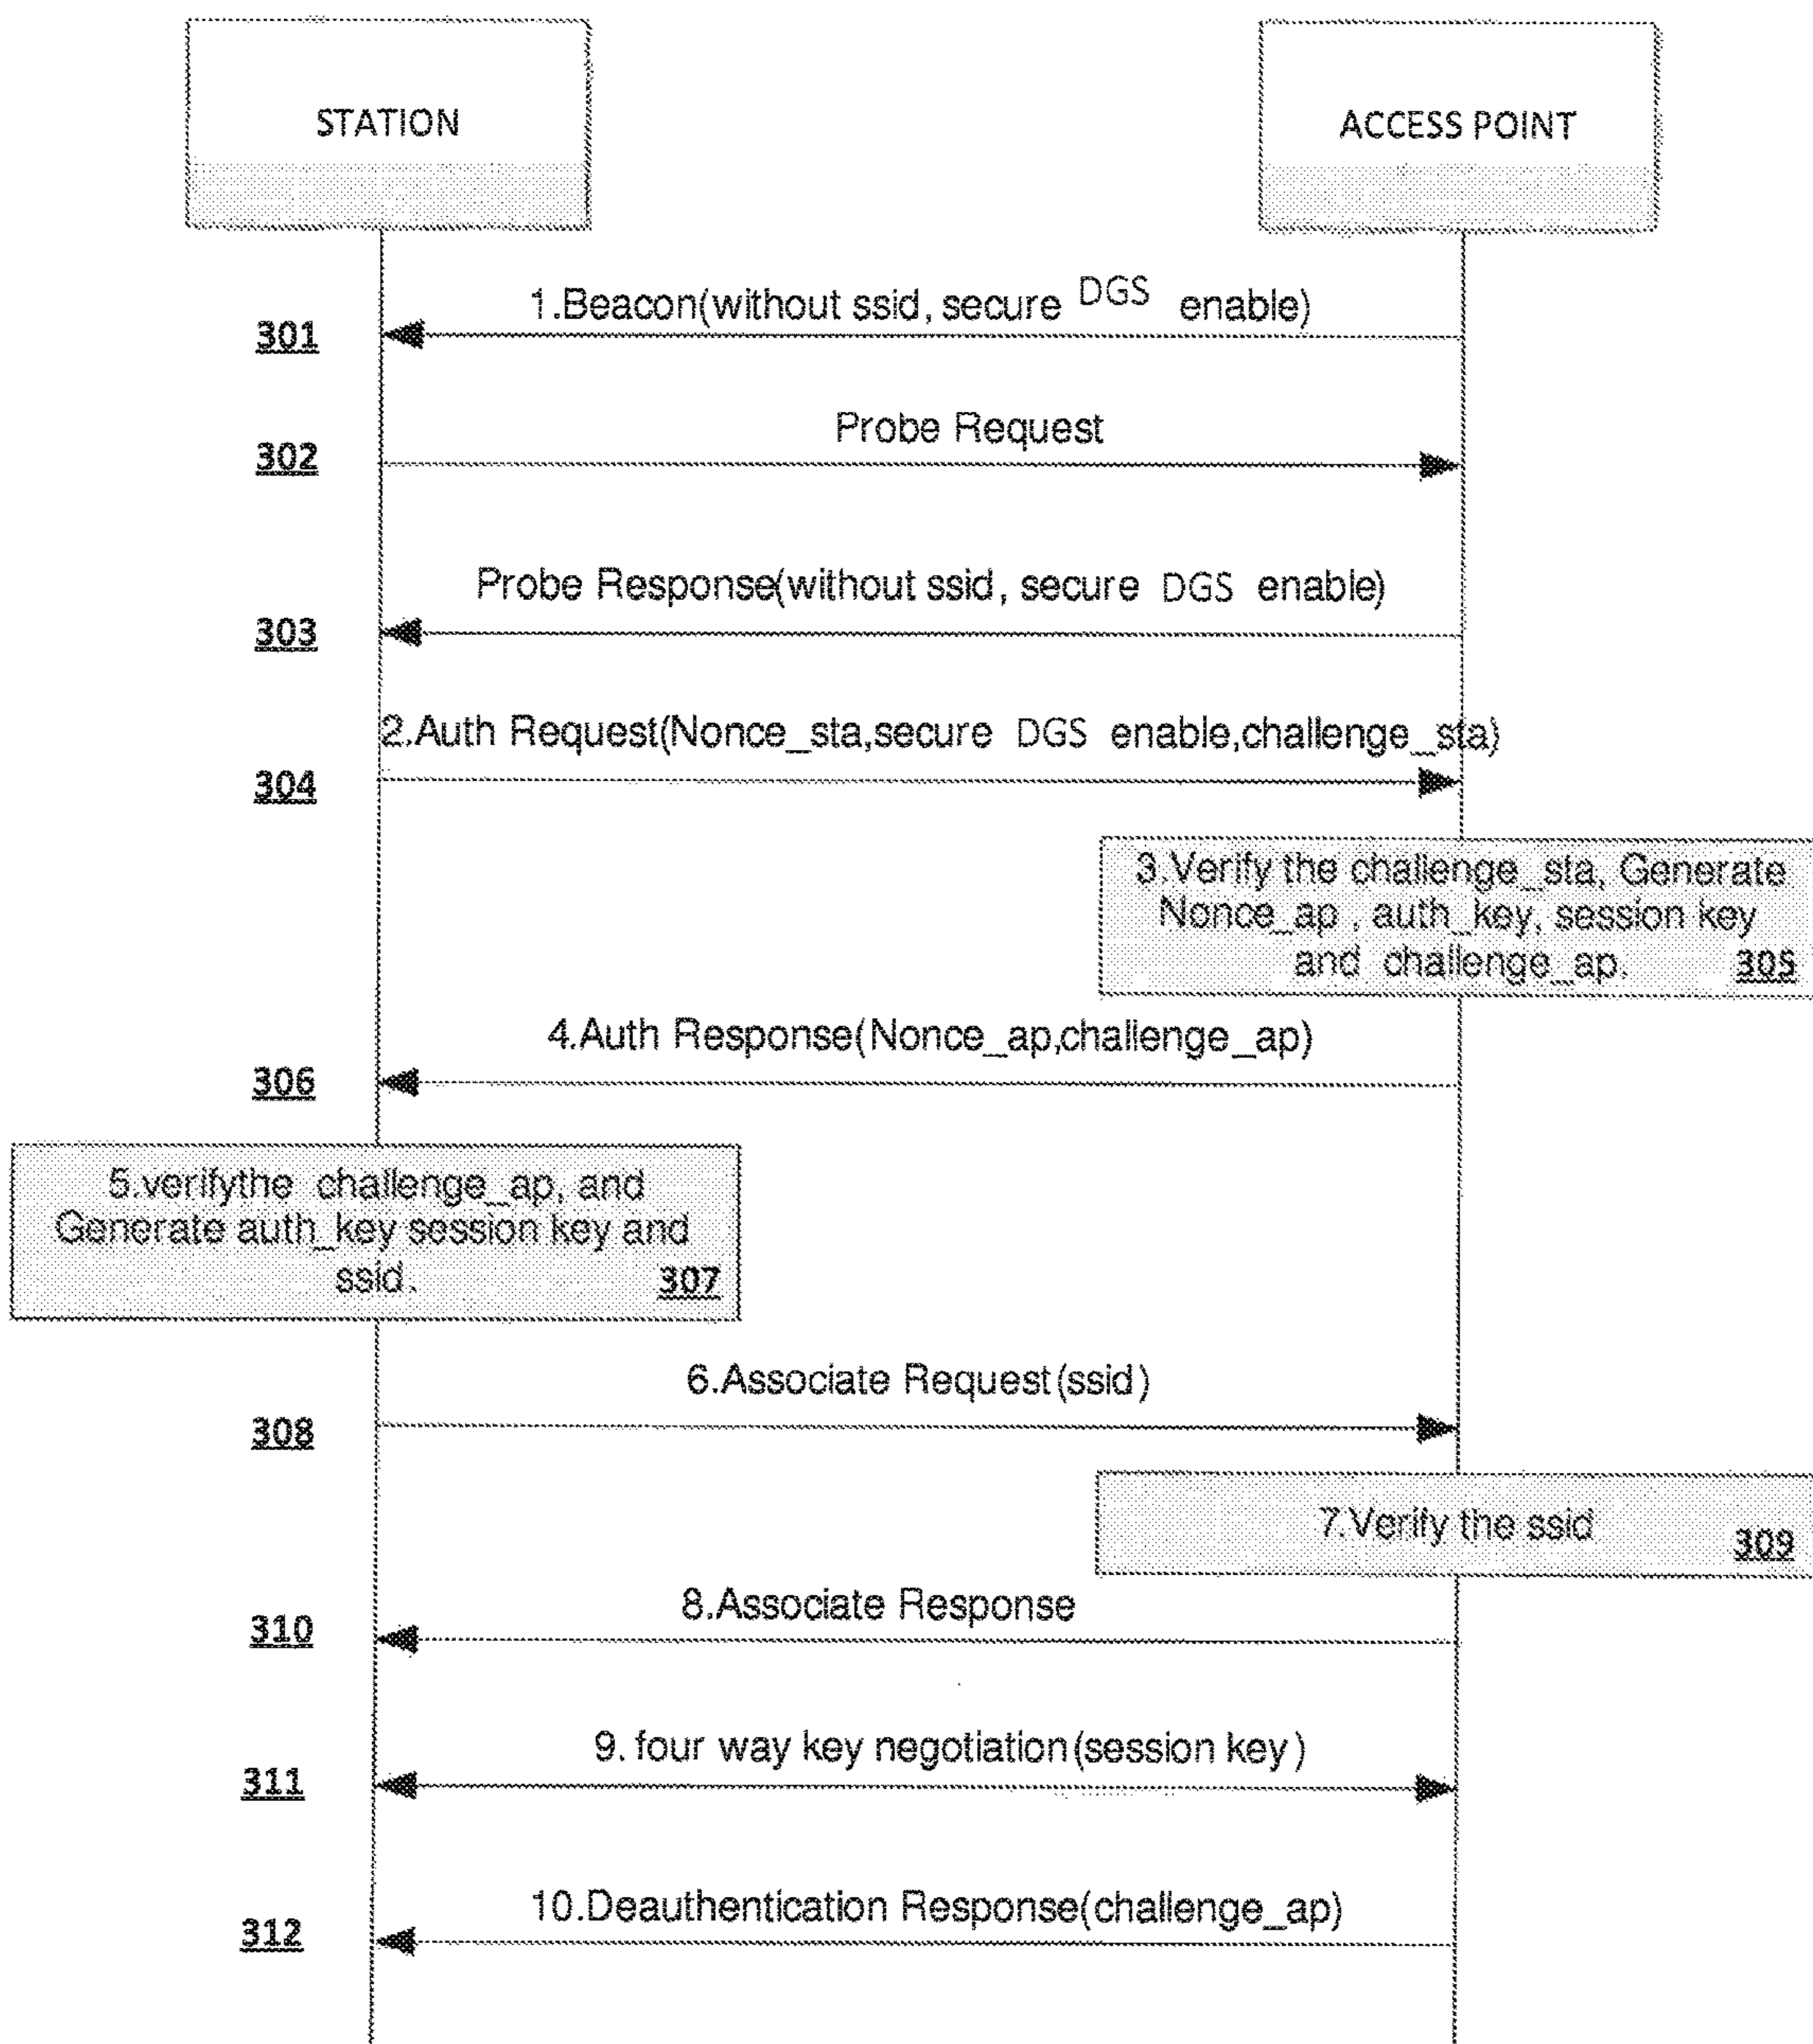 STATION
ACCESS POINT
1.Beacon(without ssid, secure DGS enable)
301
Probe Request
302
Probe Response(without ssid, secure DGS enable)
303
2.Auth Request(Nonce_sta,secure DGS enable,challenge_sta)
304
3.Verify the challenge_sta, Generate
Nonce_ap , auth_key, session key
and challenge_ap. 305
4.Auth Response(Nonce_ap,challenge_ap)
306
5.verifythe challenge_ap, and
Generate auth_key session key and
ssid. 307
6.Associate Request(ssid)
308
7.Verify the ssid 309
8.Associate Response
310
9. four way key negotiation(session key)
311
10.Deauthentication Response(challenge_ap)
312